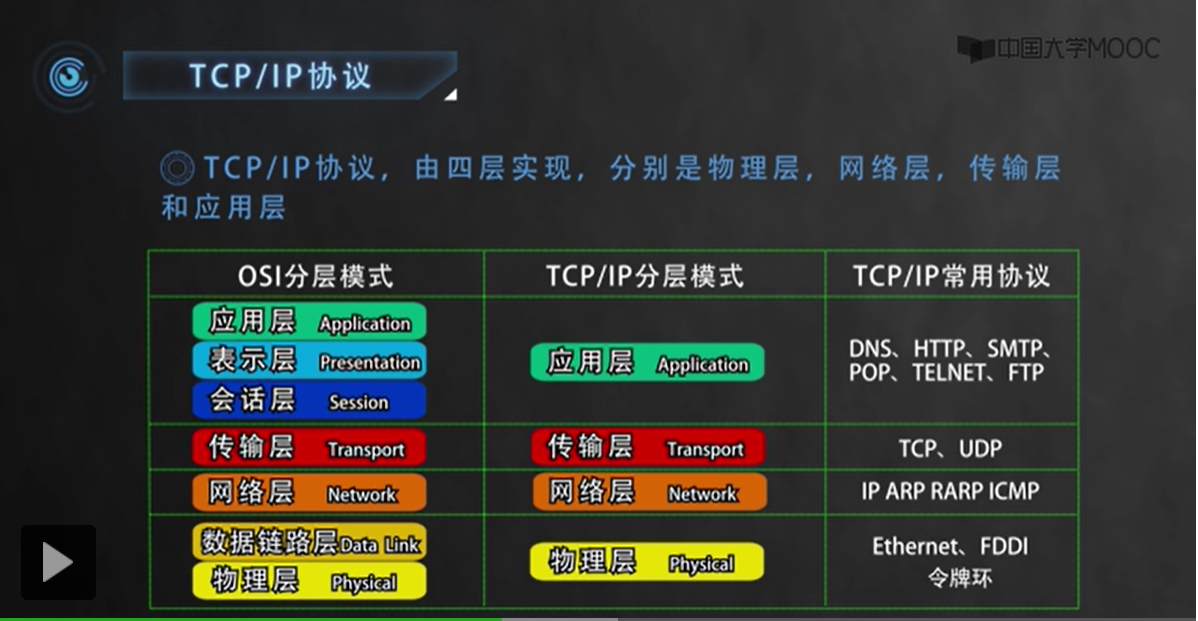 中国大学MOOC
TCP/IP协议
TCP/IP协议，由四层实现，分别是物理层，网络层，传输层
和应用层
OSI分层模式 TCP/IP分层模式 TCP/IP常用协议
应用层 Application
表示层 Presentation
会话层 Session
应用层 Application
DNS、HTTP、SMTP、
POP、TELNET、FTP
传输层 Transport 传输层 Transport TCP、UDP
网络层 Network 网络层 Network IP ARP RARP ICMP
数据链路层 Data Link
物理层 Physical
物理层 Physical
Ethernet、FDDI
令牌环